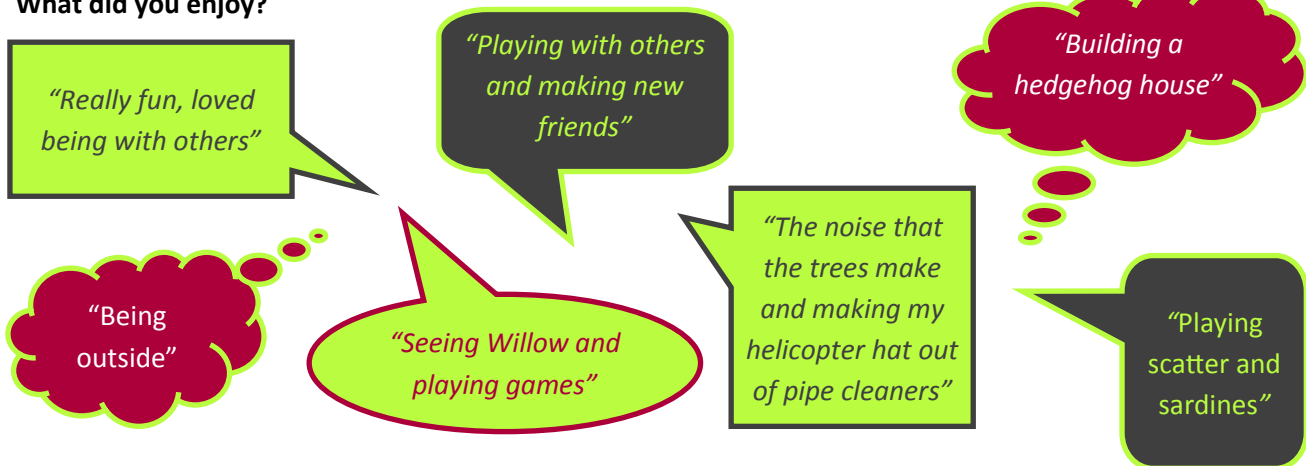 What did you enjoy?
“Really fun, loved
being with others”
“Playing with others
and making new
friends”
“Building a
hedgehog house”
“Being
outside”
“Seeing Willow and
playing games”
“The noise that
the trees make
and making my
helicopter hat out
of pipe cleaners”
“Playing
scatter and
sardines”